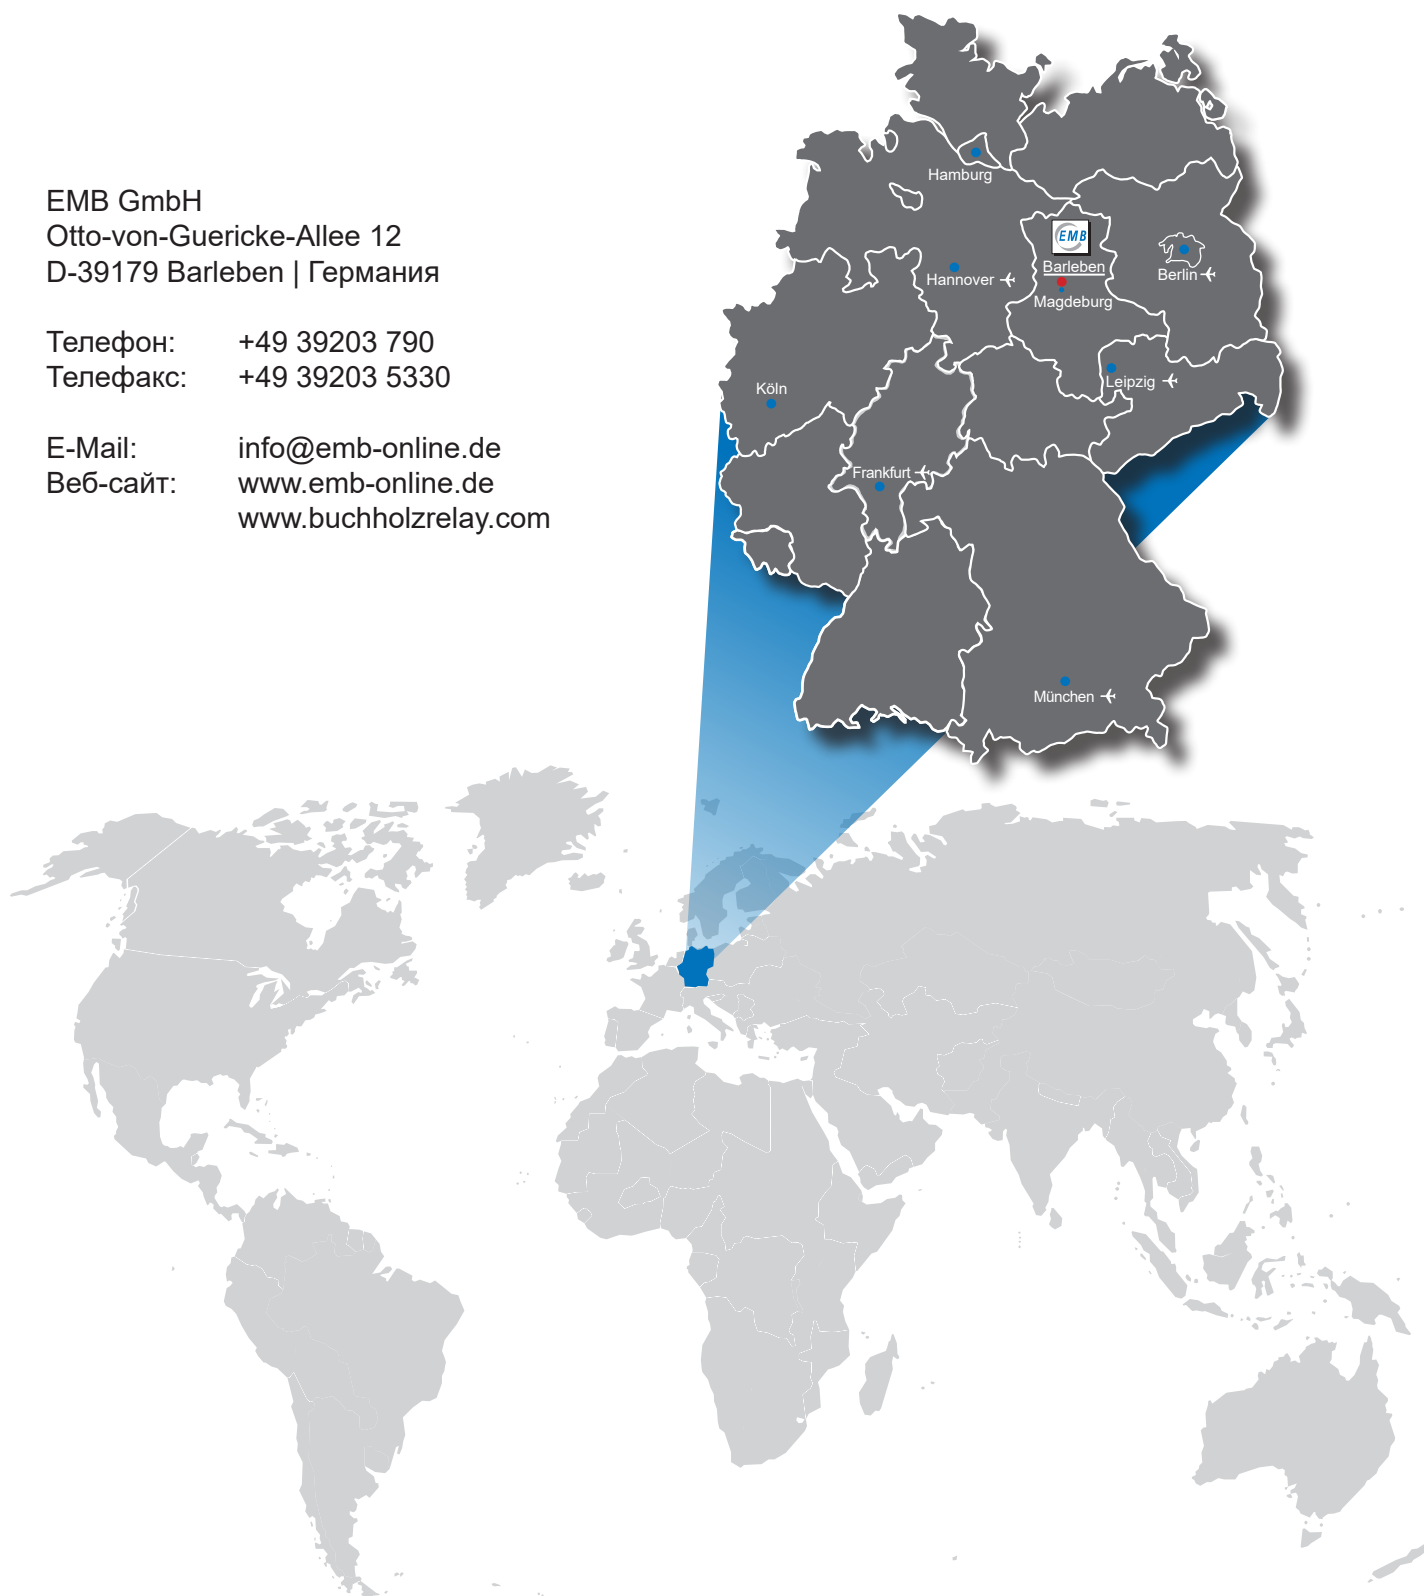 EMB GmbH
Otto-von-Guericke-Allee 12
D-39179 Barleben | Германия
Телефон: +49 39203 790
Телефакс: +49 39203 5330
E-Mail: info@emb-online.de
Веб-сайт: www.emb-online.de
www.buchholzrelay.com
Hamburg
EMB
Barleben
Hannover
Berlin
Magdeburg
Leipzig
Köln
Frankfurt
München